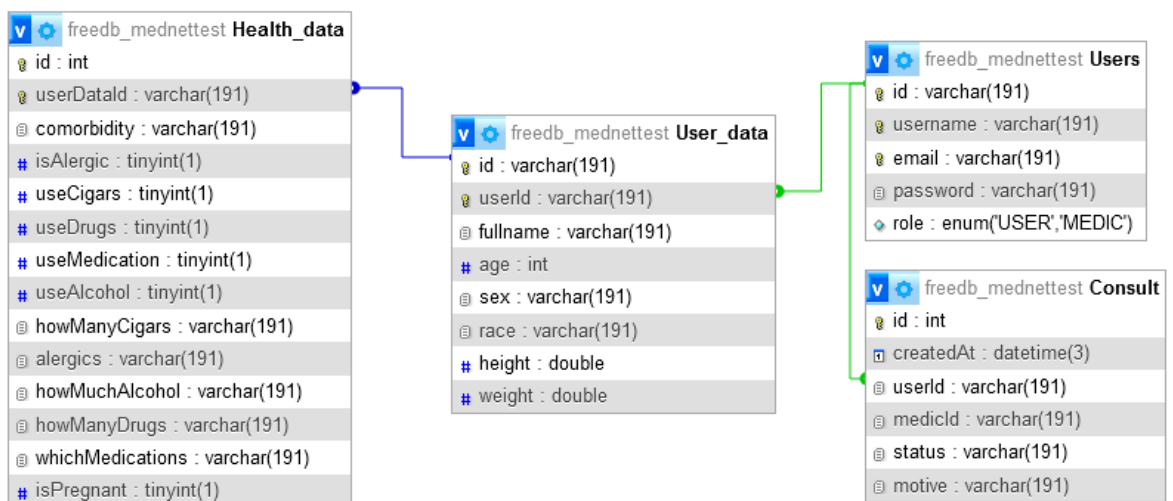 freedb_mednettest Health_data
id : int
userDataId : varchar(191)
comorbidity : varchar(191)
isAlergic : tinyint(1)
useCigars : tinyint(1)
useDrugs : tinyint(1)
useMedication : tinyint(1)
useAlcohol : tinyint(1)
howManyCigars : varchar(191)
alergics : varchar(191)
howMuchAlcohol : varchar(191)
howManyDrugs : varchar(191)
whichMedications : varchar(191)
isPregnant : tinyint(1)
freedb_mednettest User_data
id : varchar(191)
userId : varchar(191)
fullname : varchar(191)
age : int
sex : varchar(191)
race : varchar(191)
height : double
weight : double
freedb_mednettest Users
id : varchar(191)
username : varchar(191)
email : varchar(191)
password : varchar(191)
role : enum('USER','MEDIC')
freedb_mednettest Consult
id : int
createdAt : datetime(3)
userId : varchar(191)
medicId : varchar(191)
status : varchar(191)
motive : varchar(191)